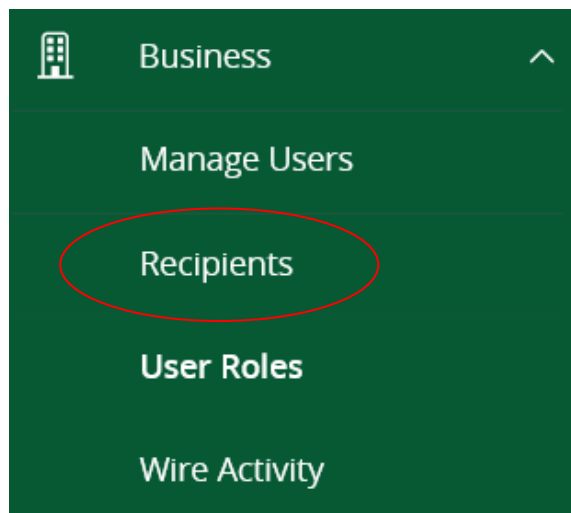 Business
Manage Users
Recipients
User Roles
Wire Activity